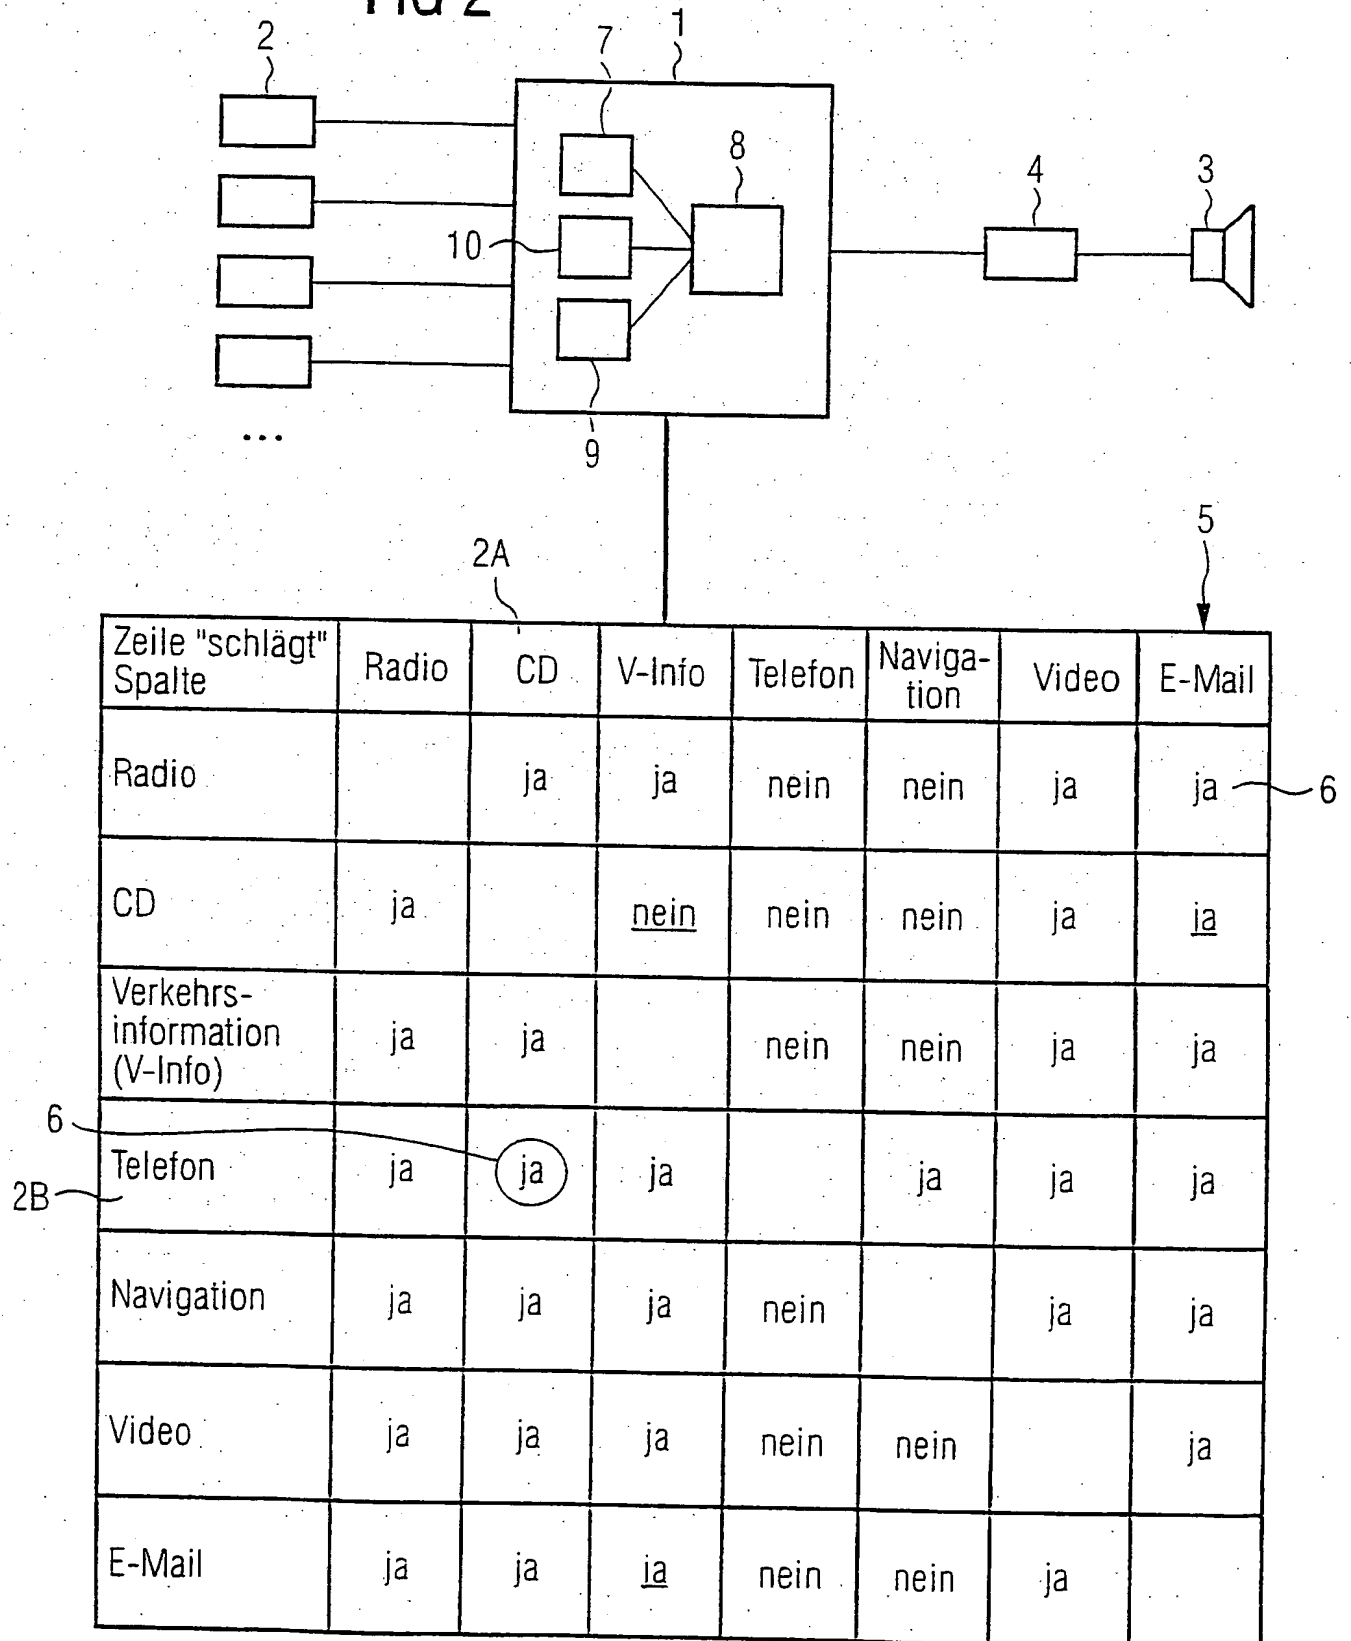 FIG 2
2
7
1
8
4
3
10
9
...
5
2A
Zeile "schlägt" Radio CD V-Info Telefon Naviga- Video E-Mail
Spalte tion
Radio ja ja nein nein ja ja 6
CD ja nein nein nein ja ja
Verkehrs-
information ja ja nein nein ja ja
(V-Info)
6
Telefon ja ja ja ja ja ja
2B
Navigation ja ja ja nein ja ja
Video ja ja ja nein nein ja
E-Mail ja ja ja nein nein ja